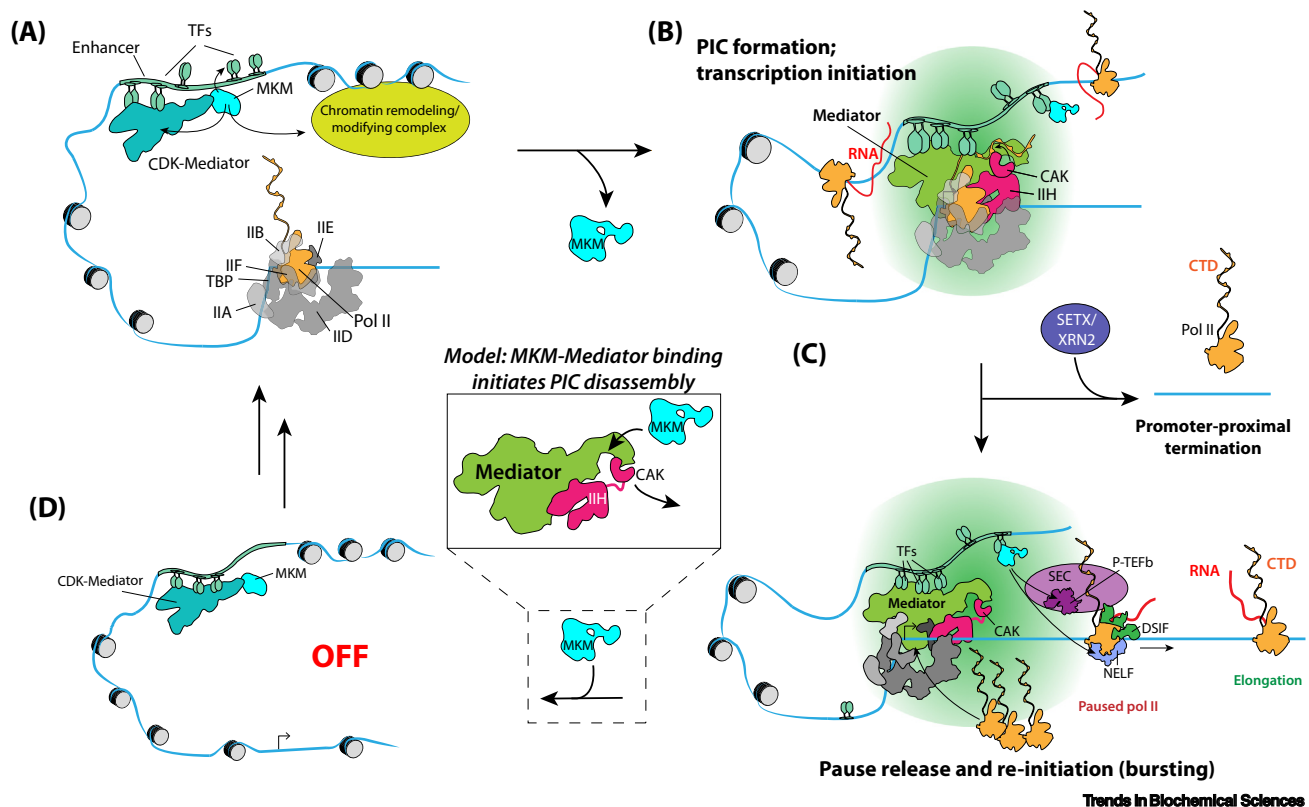 (A)
TFs
Enhancer
MKM
Chromatin remodeling/
modifying complex
CDK-Mediator
IIB
IIE
IIF
TBP
IIA
Pol II
IID
MKM
(B)
PIC formation;
transcription initiation
Mediator
RNA
CAK
IIH
CTD
Pol II
SETX/
XRN2
Promoter-proximal
termination
Model: MKM-Mediator binding
initiates PIC disassembly
MKM
Mediator
CAK
IIH
MKM
(C)
TFs
Mediator
CAK
SEC
P-TEFb
DSIF
NELF
RNA
CTD
Elongation
Paused pol II
Pause release and re-initiation (bursting)
(D)
CDK-Mediator
MKM
OFF
Trends in Biochemical Sciences